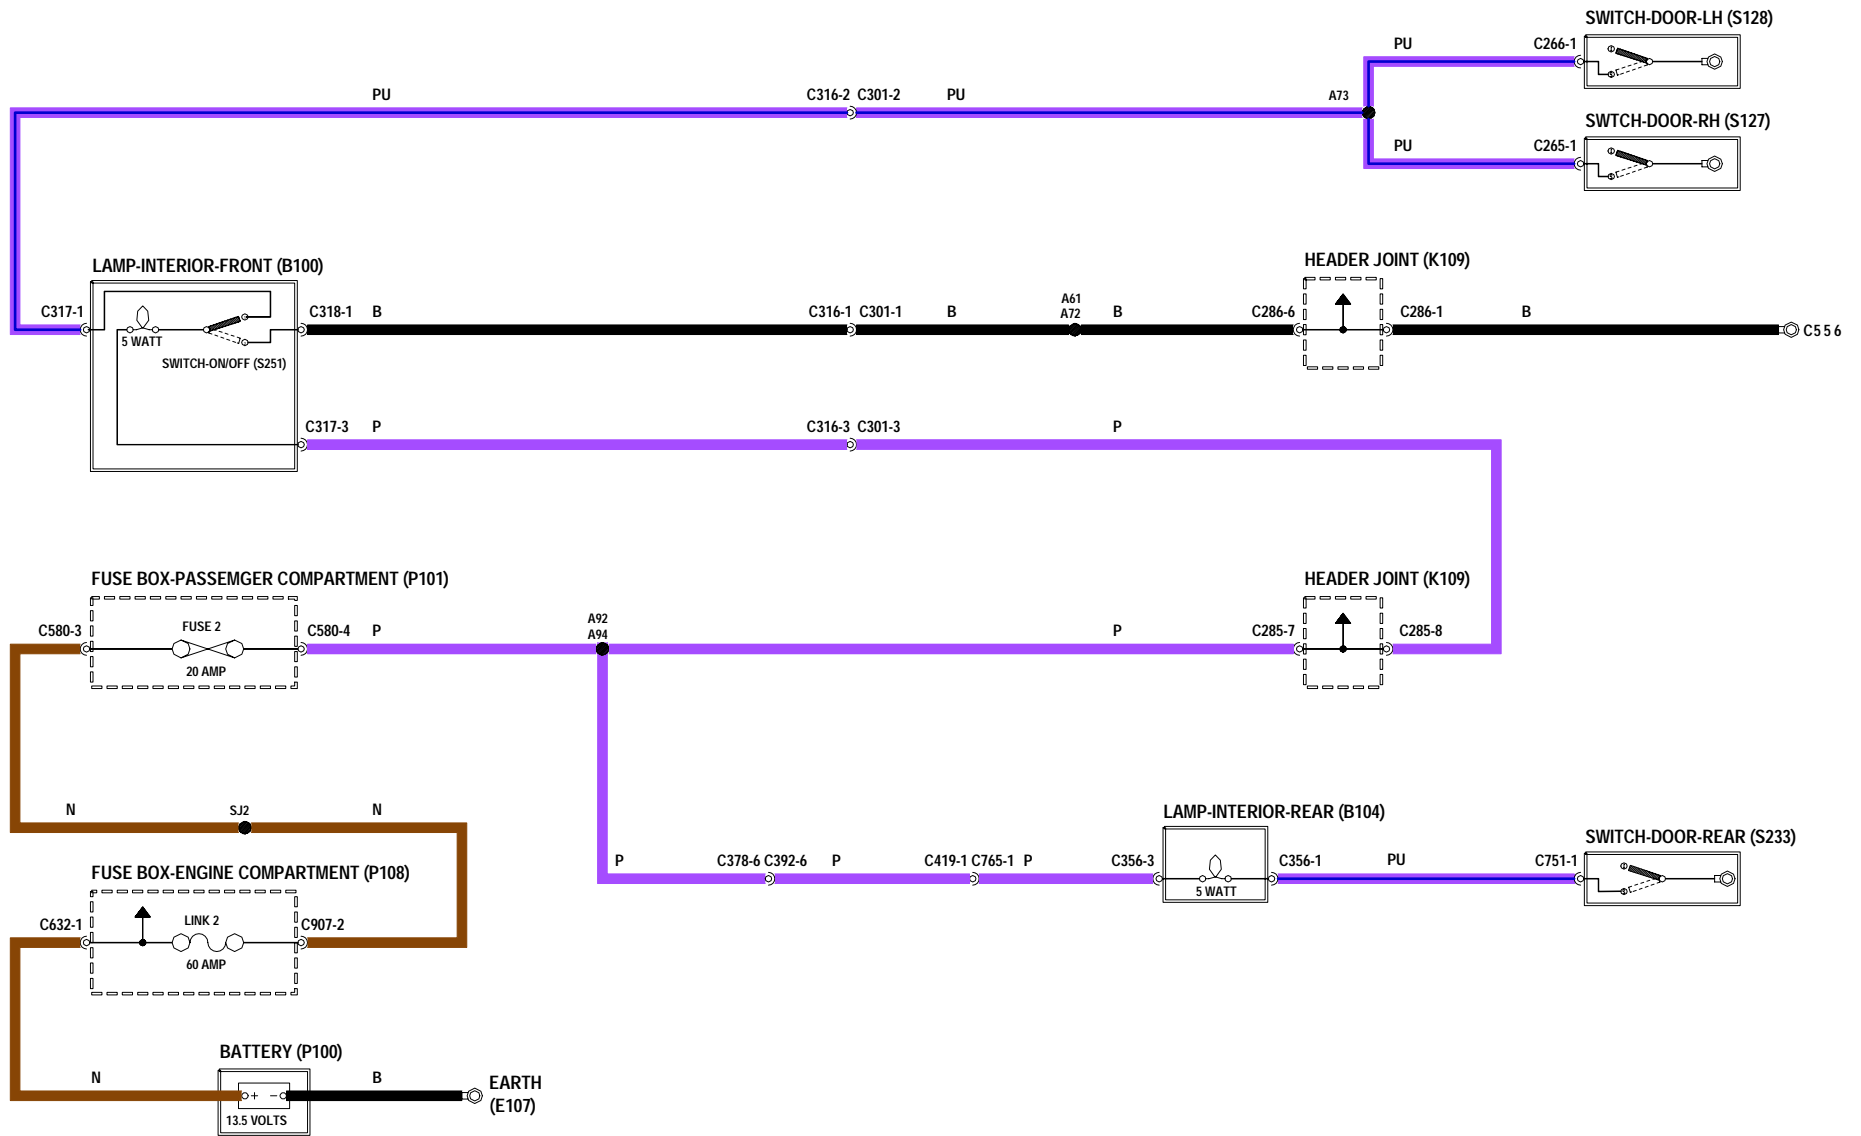 SWITCH-DOOR-LH (S128)
PU
C266-1
PU
C316-2 C301-2
PU
A73
SWTCH-DOOR-RH (S127)
PU
C265-1
LAMP-INTERIOR-FRONT (B100)
HEADER JOINT (K109)
C317-1
5 WATT
SWITCH-ON/OFF (S251)
C318-1
B
C316-1 C301-1
B
A61
A72
B
C286-6
C286-1
B
C556
C317-3
P
C316-3 C301-3
P
FUSE BOX-PASSEMGER COMPARTMENT (P101)
HEADER JOINT (K109)
C580-3
FUSE 2
20 AMP
C580-4
P
A92
A94
P
C285-7
C285-8
N
SJ2
N
LAMP-INTERIOR-REAR (B104)
SWITCH-DOOR-REAR (S233)
P
C378-6 C392-6
P
C419-1 C765-1
P
C356-3
5 WATT
C356-1
PU
C751-1
FUSE BOX-ENGINE COMPARTMENT (P108)
C632-1
LINK 2
60 AMP
C907-2
BATTERY (P100)
N
+
–
13.5 VOLTS
B
EARTH
(E107)